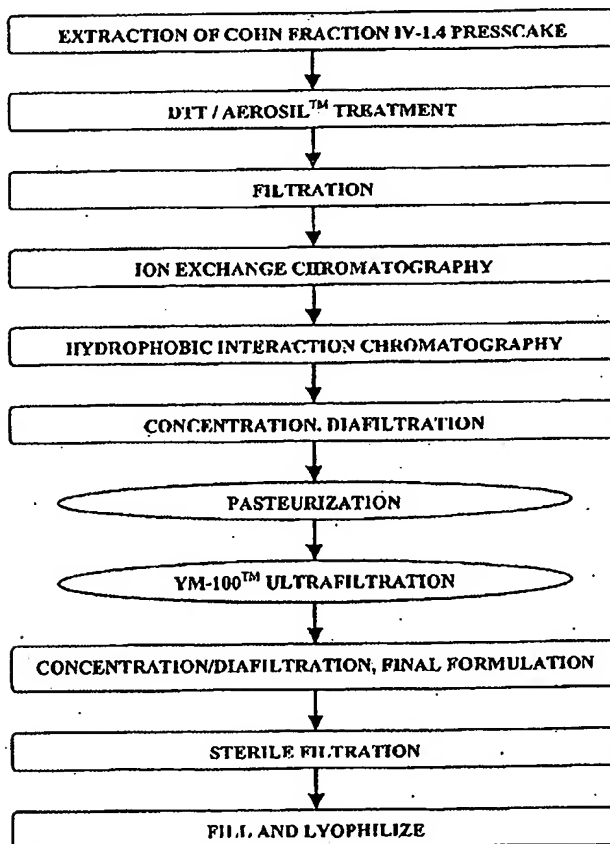 EXTRACTION OF COHN FRACTION IV-1.4 PRESSCAKE
DTT / AEROSIL™ TREATMENT
FILTRATION
ION EXCHANGE CHROMATOGRAPHY
HYDROPHOBIC INTERACTION CHROMATOGRAPHY
CONCENTRATION. DIAFILTRATION
PASTEURIZATION
YM-100™ ULTRAFILTRATION
CONCENTRATION/DIAFILTRATION, FINAL FORMULATION
STERILE FILTRATION
FILL AND LYOPHILIZE